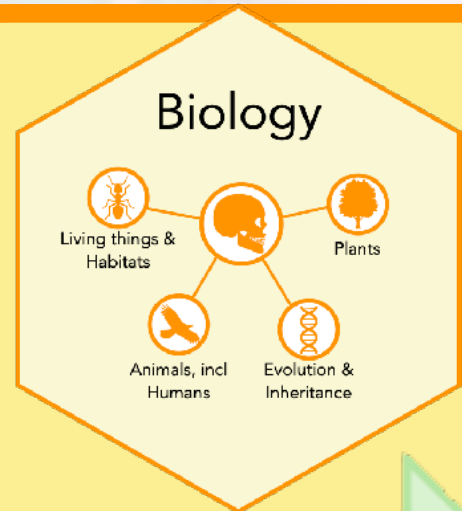 Biology
Living things &
Habitats
Plants
Animals, incl
Humans
Evolution &
Inheritance